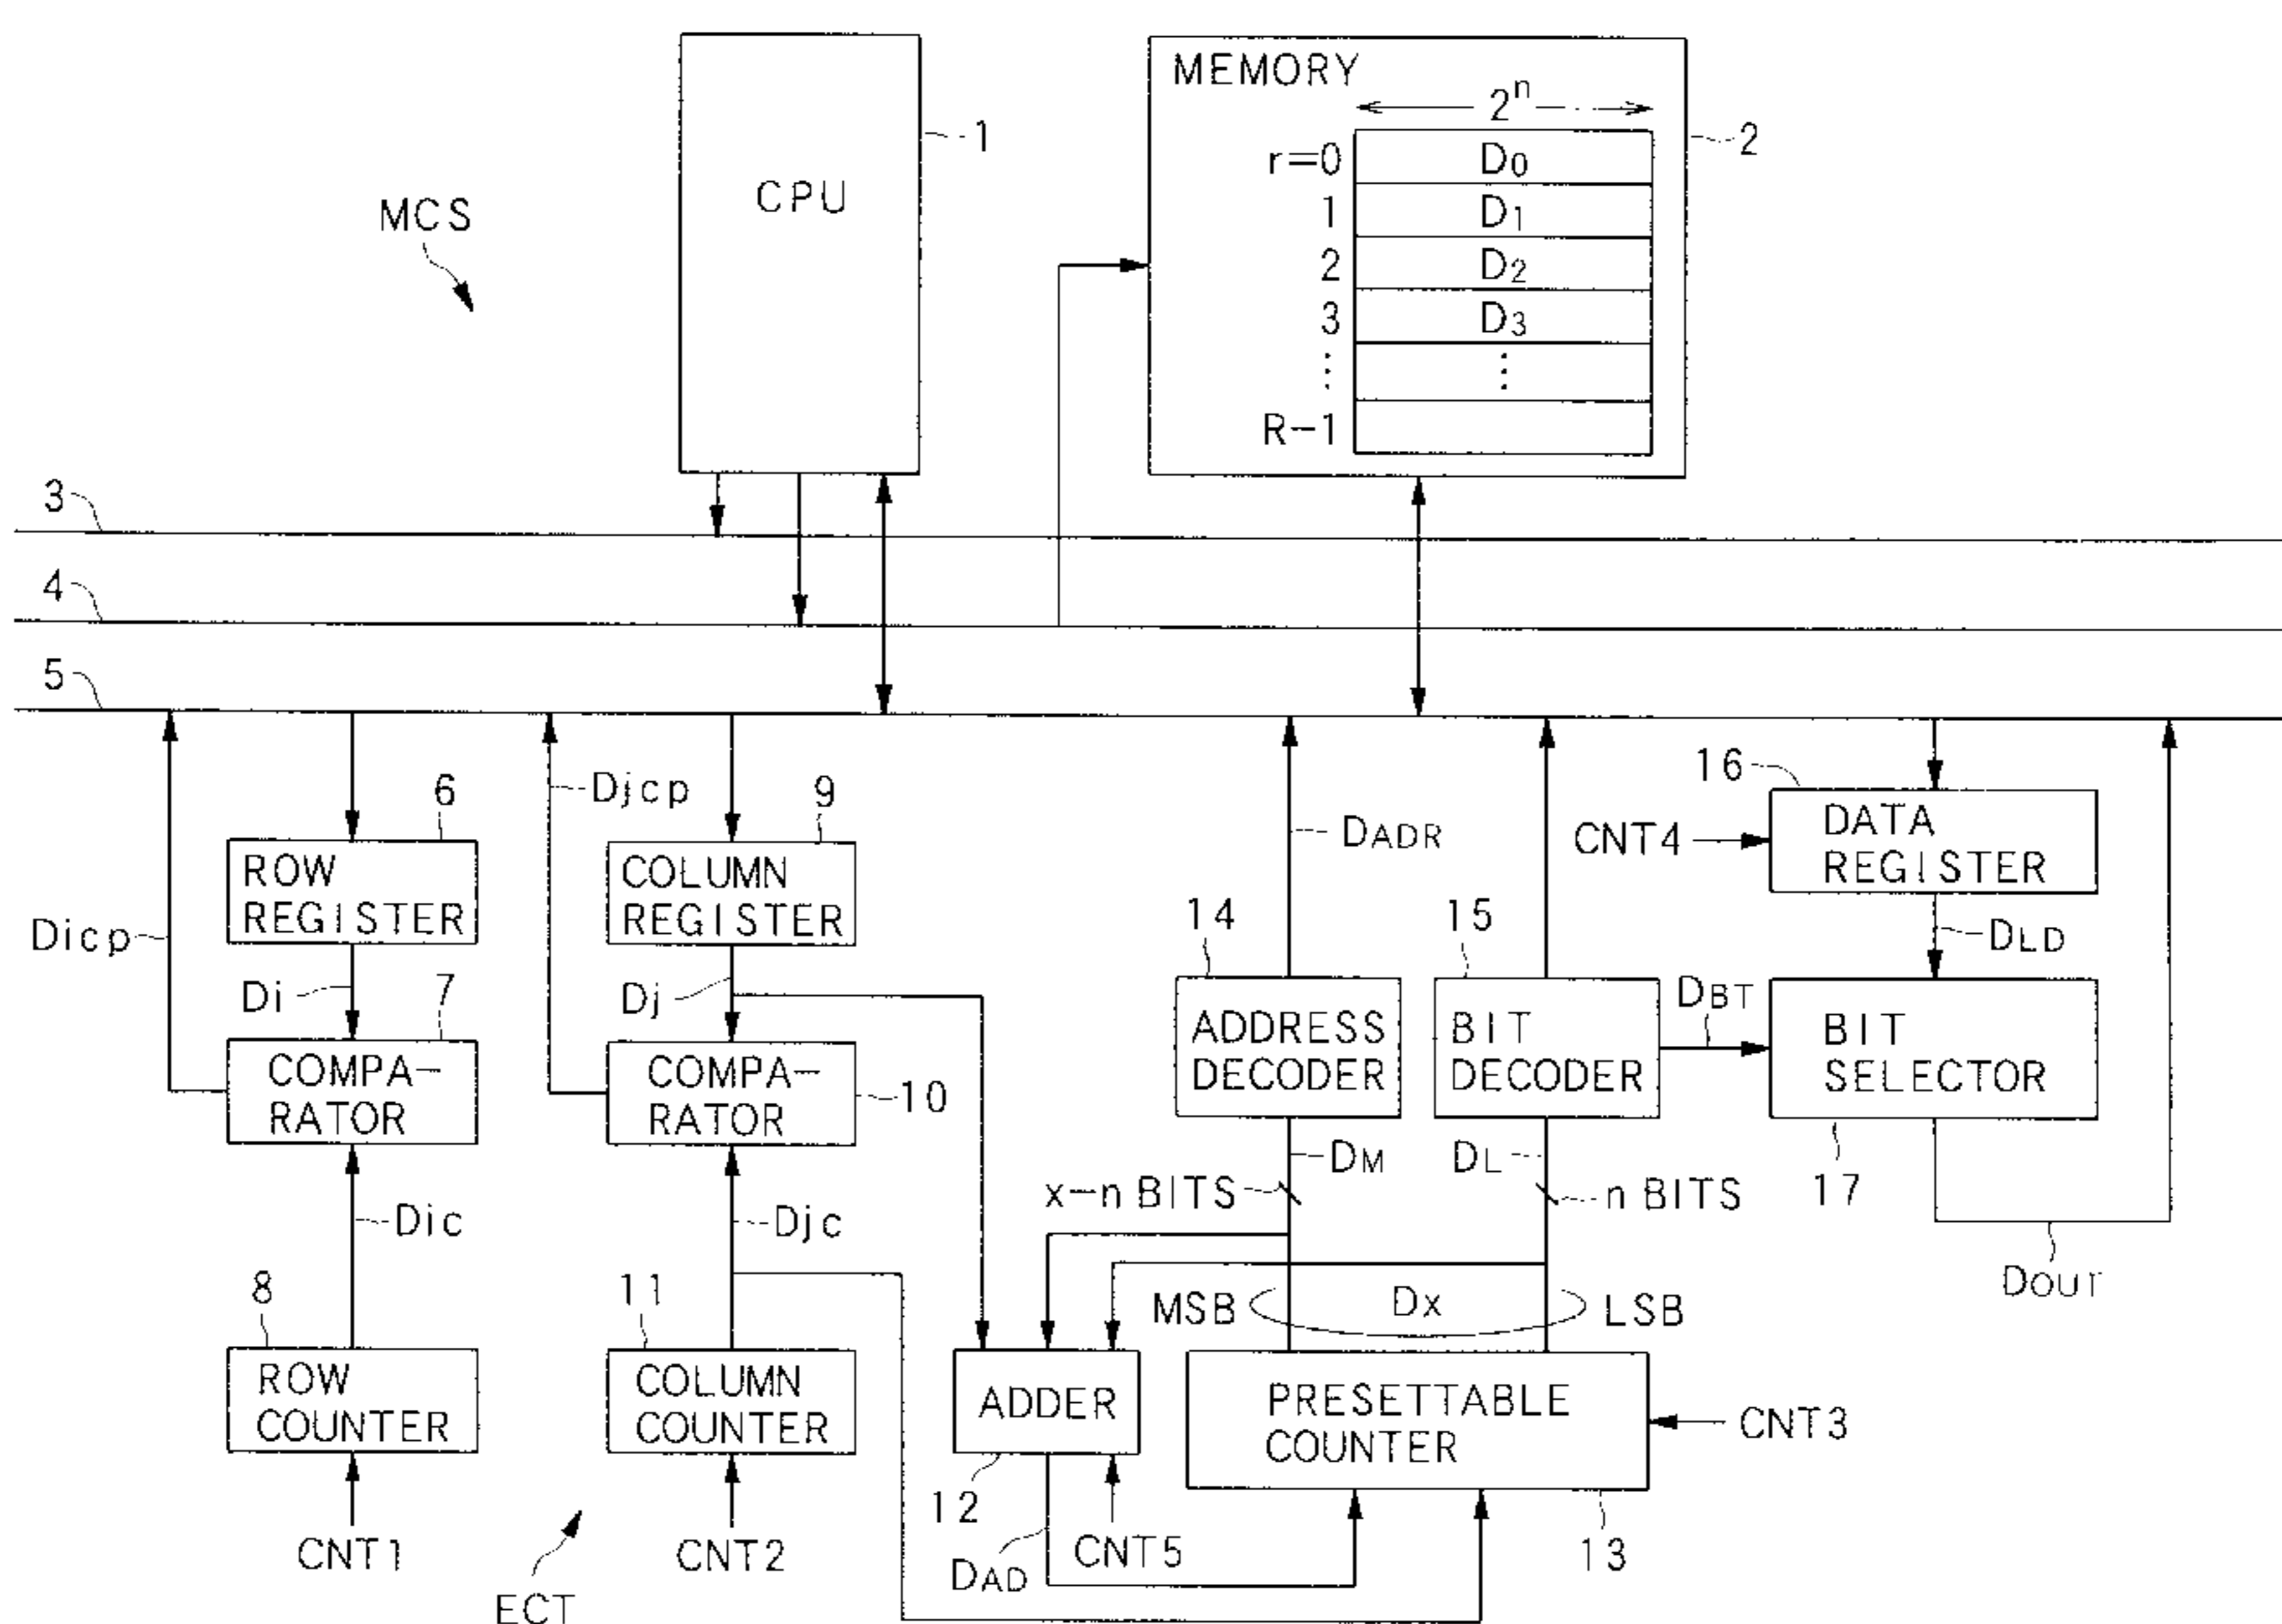 CPU
1
MCS
MEMORY
2ⁿ
2
r=0
D0
1
D1
2
D2
3
D3
⋮
⋮
R-1
3
4
5
Dicp
6
ROW
REGISTER
Di
7
COMPA-
RATOR
Dic
8
ROW
COUNTER
CNT1
Djcp
9
COLUMN
REGISTER
Dj
COMPA-
RATOR
10
Djc
11
COLUMN
COUNTER
CNT2
ECT
ADDER
12
DAD
CNT5
DADR
14
ADDRESS
DECODER
DM
x-n BITS
15
BIT
DECODER
DL
n BITS
MSB
Dx
LSB
PRESETTABLE
COUNTER
CNT3
13
16
CNT4
DATA
REGISTER
DLD
DBT
BIT
SELECTOR
17
DOUT